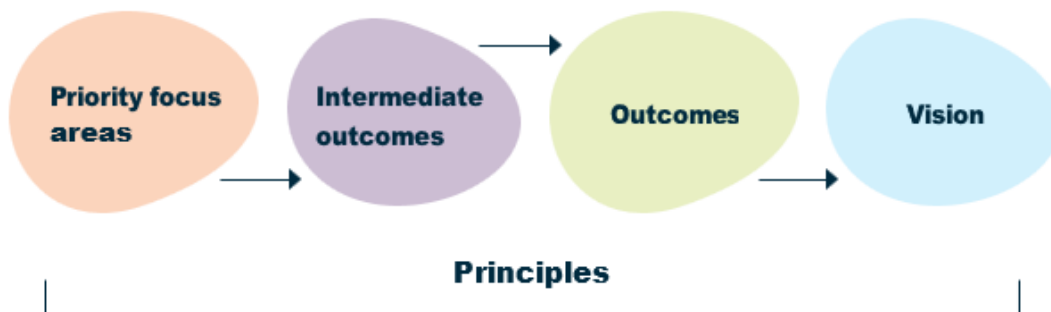 Priority focus
areas
Intermediate
outcomes
Outcomes
Vision
Principles